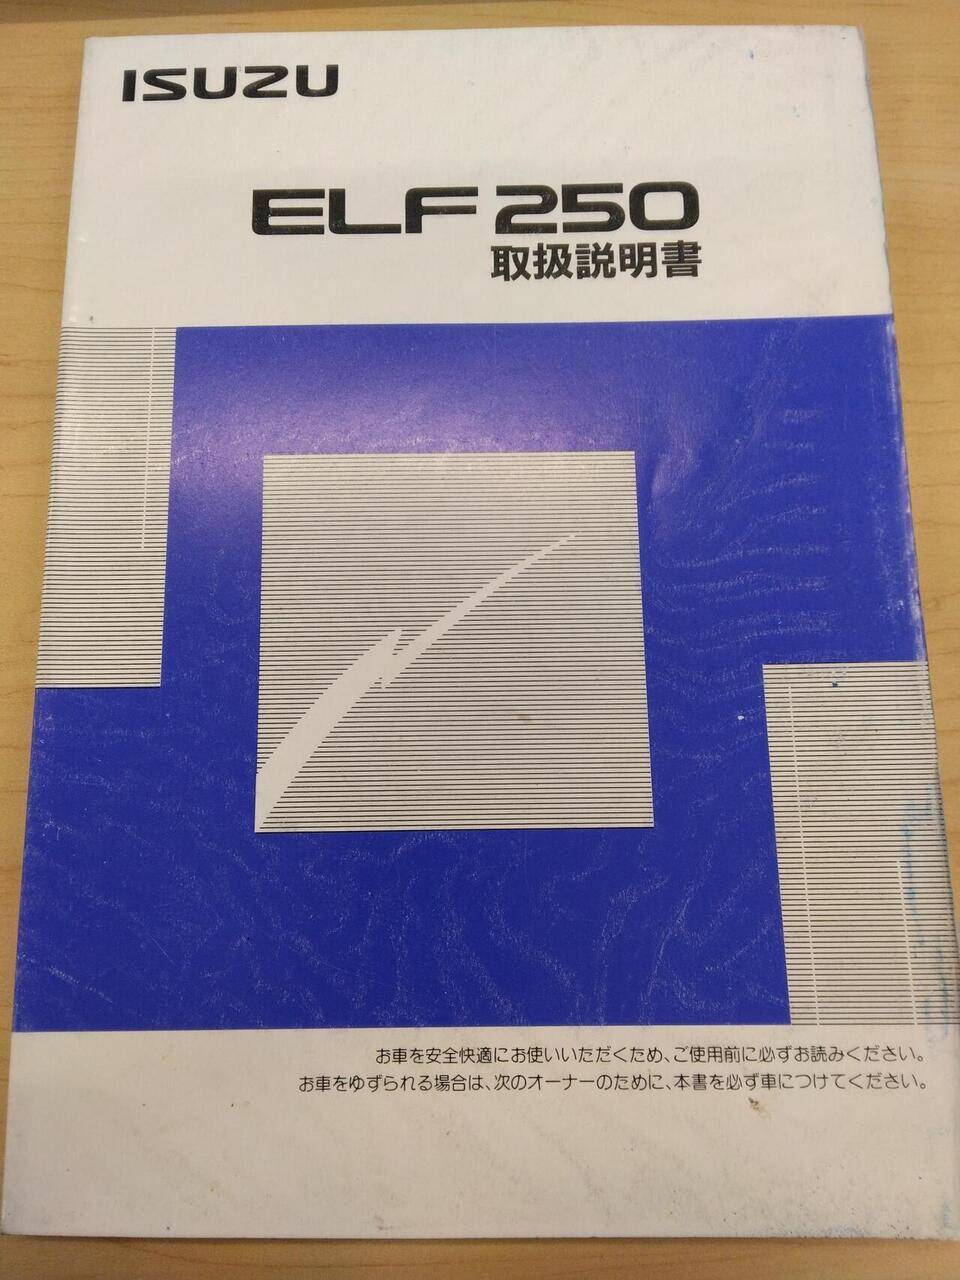 ISUZU
ELF 250
取扱説明書
お車を安全快適にお使いいただくため、ご使用前に必ずお読みください。
お車をゆずられる場合は、次のオーナーのために、本書を必ず車につけてください。